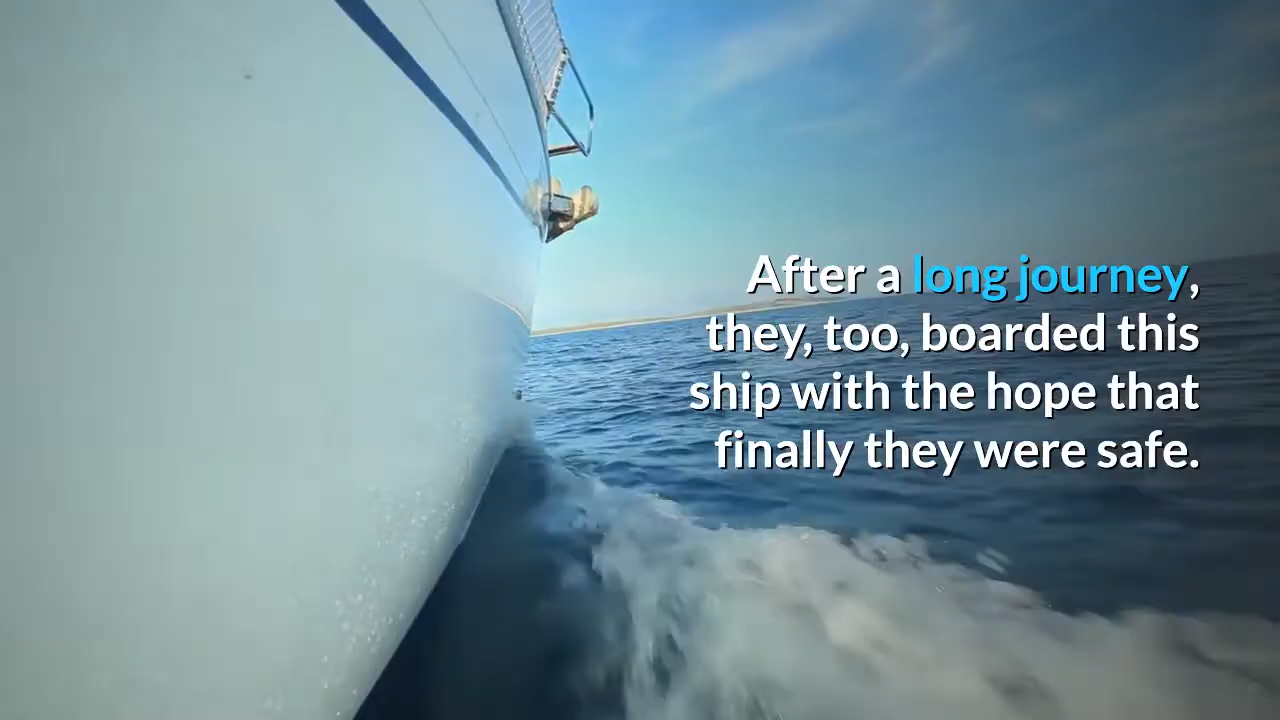 After a long journey,
they, too, boarded this
ship with the hope that
finally they were safe.